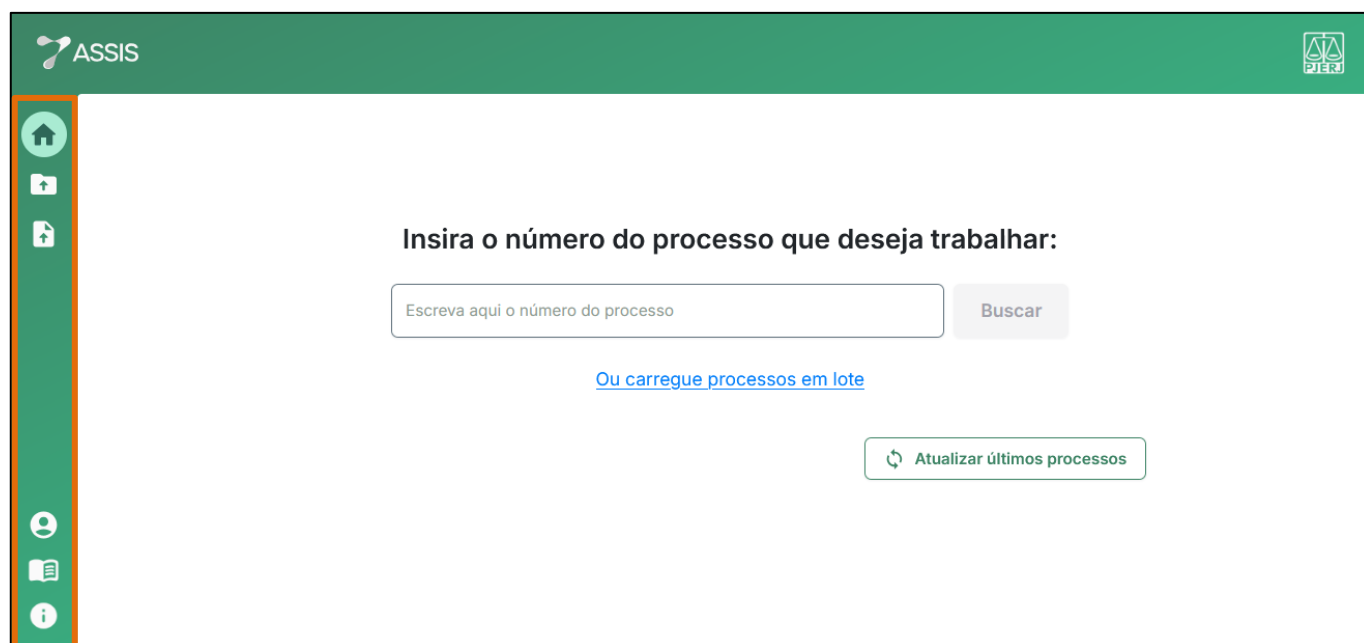 ASSIS
PJERJ
Insira o número do processo que deseja trabalhar:
Escreva aqui o número do processo
Buscar
Ou carregue processos em lote
Atualizar últimos processos